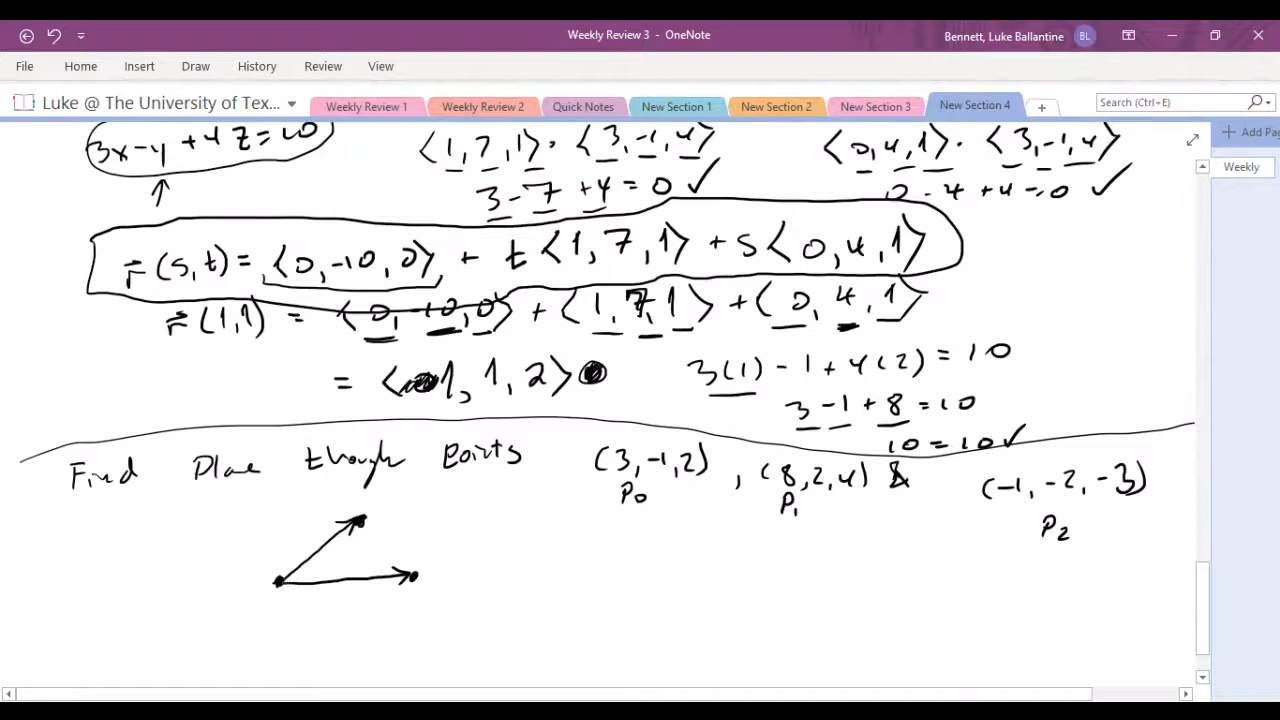 Weekly Review 3 - OneNote
Bennett, Luke Ballantine BL
File Home Insert Draw History Review View
Luke @ The University of Tex... Weekly Review 1 Weekly Review 2 Quick Notes New Section 1 New Section 2 New Section 3 New Section 4 + Search (Ctrl+E)
+ Add Pag
Weekly
3x-y+4z=10 ⟨1,7,1⟩·⟨3,-1,4⟩ ⟨0,4,1⟩·⟨3,-1,4⟩
↑ 3-7+4=0 ✓ 0-4+4=0 ✓
r(s,t)=⟨0,-10,0⟩+t⟨1,7,1⟩+s⟨0,4,1⟩
r(1,1) = ⟨0,-10,0⟩+⟨1,7,1⟩+⟨0,4,1⟩
= ⟨1,1,2⟩ 3(1)-1+4(2)=10
3-1+8=10
10=10✓
Find Plane though Points (3,-1,2), (8,2,4) & (-1,-2,-3)
P0 P1 P2